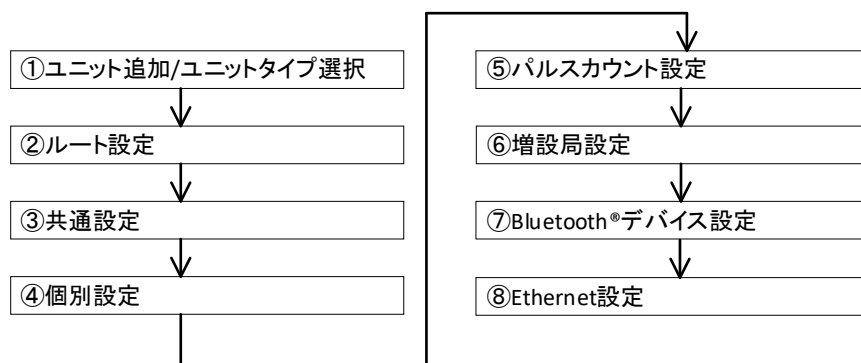 ①ユニット追加/ユニットタイプ選択
②ルート設定
③共通設定
④個別設定
⑤パルスカウント設定
⑥増設局設定
⑦Bluetooth®デバイス設定
⑧Ethernet設定